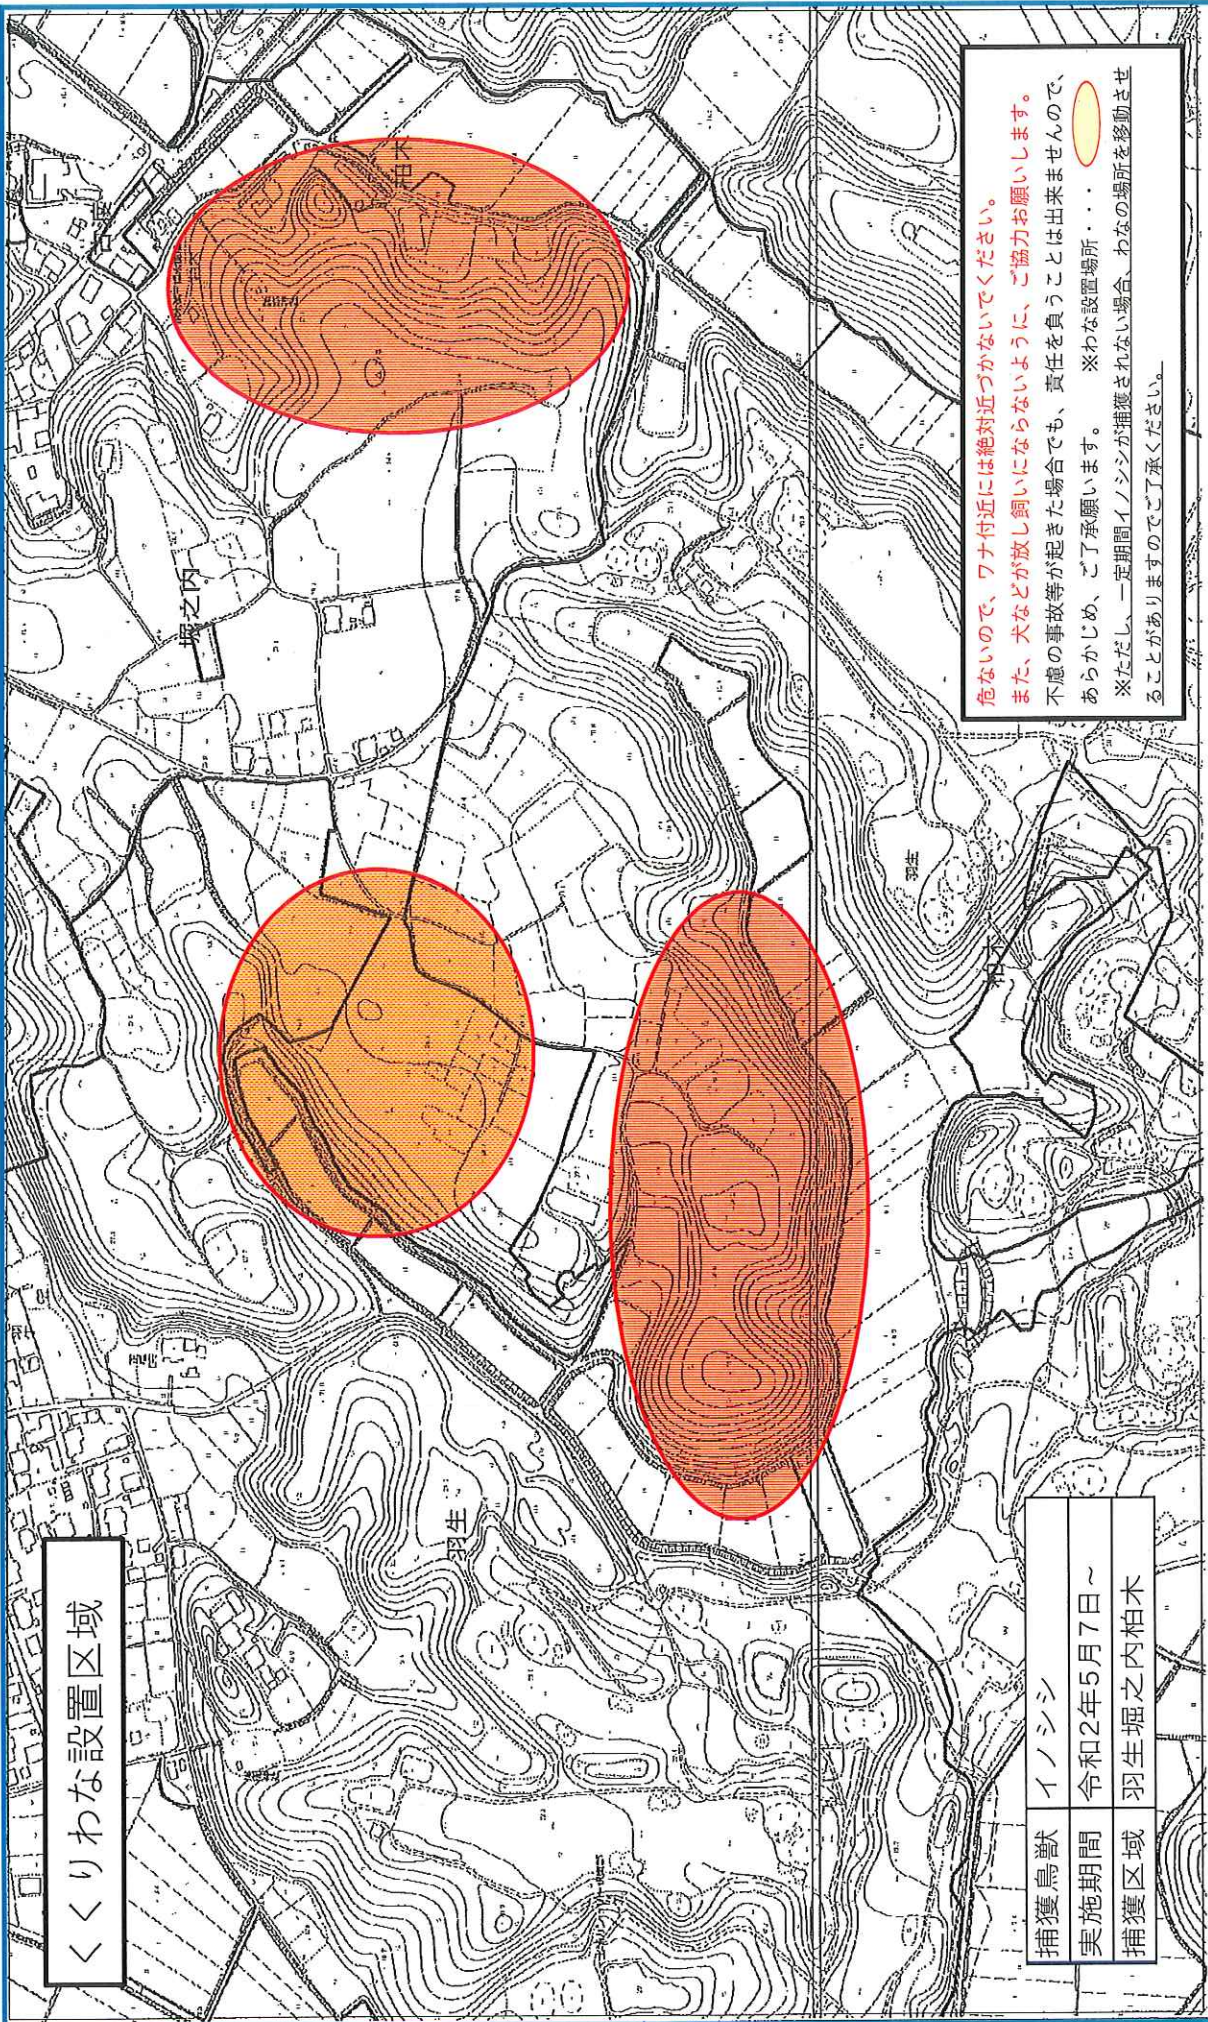 くくりわな設置区域
堀之内
柏木
羽生
羽生
柏木
危ないので、ワナ付近には絶対近づかないでください。
また、犬などが放し飼いにならないように、ご協力お願いします。
不慮の事故等が起きた場合でも、責任を負うことは出来ませんので、
あらかじめ、ご了承願います。　※わな設置場所・・・
※ただし、一定期間イノシシが捕獲されない場合、わなの場所を移動させ
ることがありますのでご了承ください。
捕獲鳥獣 イノシシ
実施期間 令和2年5月7日~
捕獲区域 羽生堀之内柏木